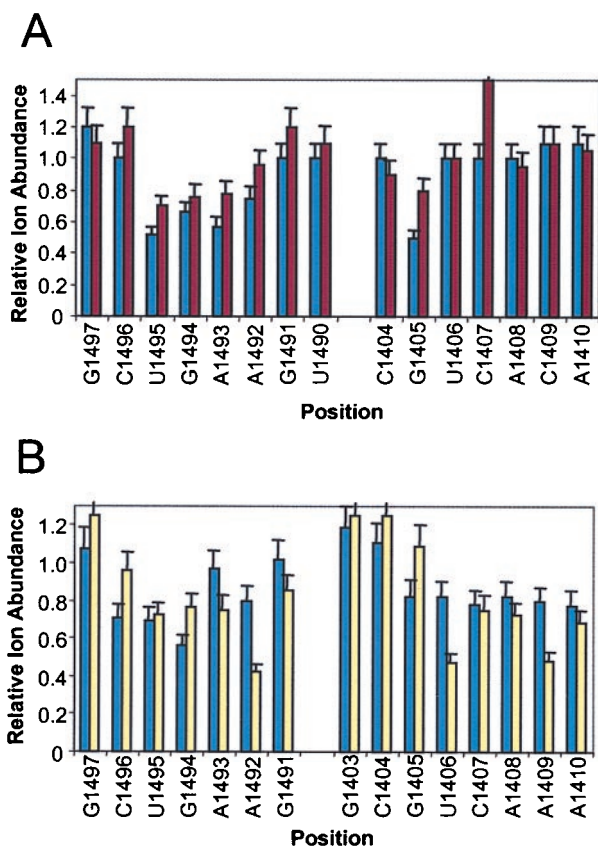 A
Relative Ion Abundance
1.4
1.2
1.0
0.8
0.6
0.4
0.2
0
G1497
C1496
U1495
G1494
A1493
A1492
G1491
U1490
C1404
G1405
U1406
C1407
A1408
C1409
A1410
Position
B
Relative Ion Abundance
1.2
1.0
0.8
0.6
0.4
0.2
0
G1497
C1496
U1495
G1494
A1493
A1492
G1491
G1403
C1404
G1405
U1406
C1407
A1408
A1409
A1410
Position